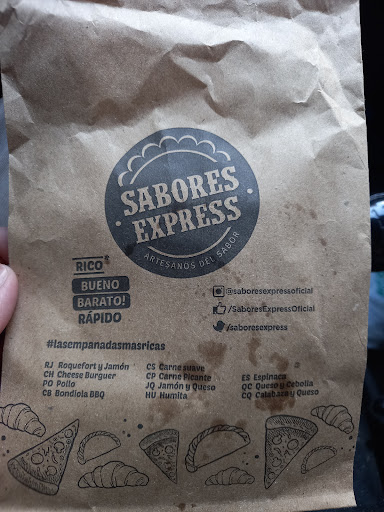 SABORES
EXPRESS
ARTESANOS DEL SABOR
RICO
BUENO
BARATO!
RÁPIDO
@saboresexpressoficial
/SaboresExpressOficial
/saboresexpress
#lasempanadasmasricas
RJ Roquefort y Jamón
CH Cheese Burguer
PO Pollo
CB Bondiola BBQ
CS Carne suave
CP Carne Picante
JQ Jamón y Queso
HU Humita
ES Espinaca
QC Queso y Cebolla
CQ Calabaza y Queso